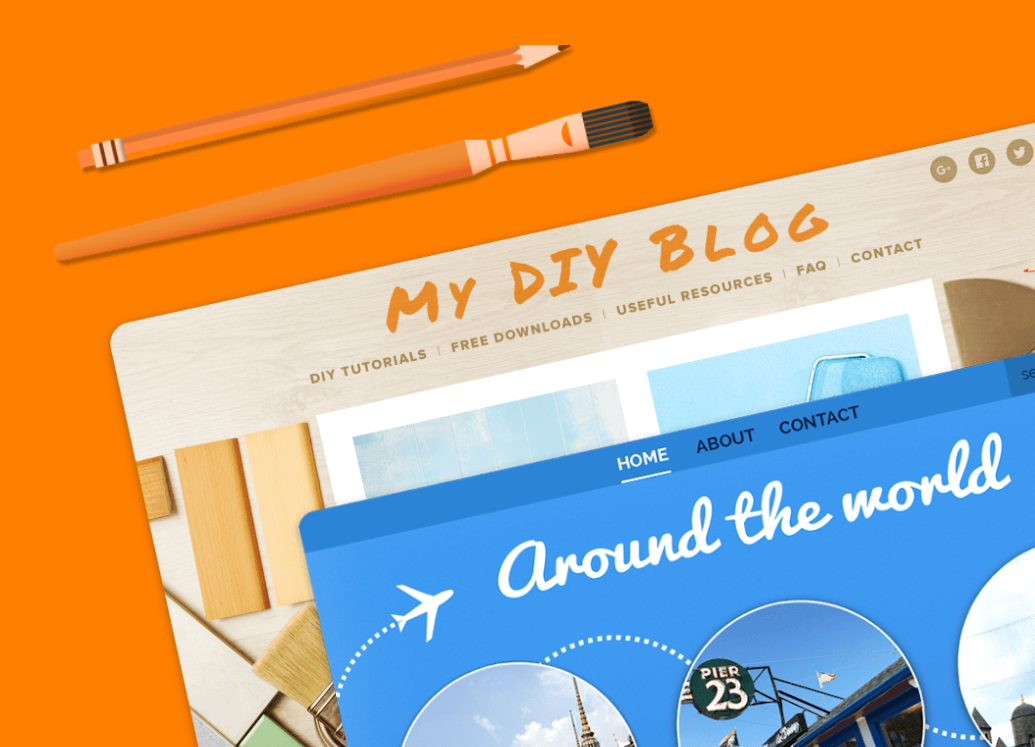 My DIY Blog
DIY TUTORIALS | FREE DOWNLOADS | USEFUL RESOURCES | FAQ | CONTACT
HOME ABOUT CONTACT
Around the world
PIER
23